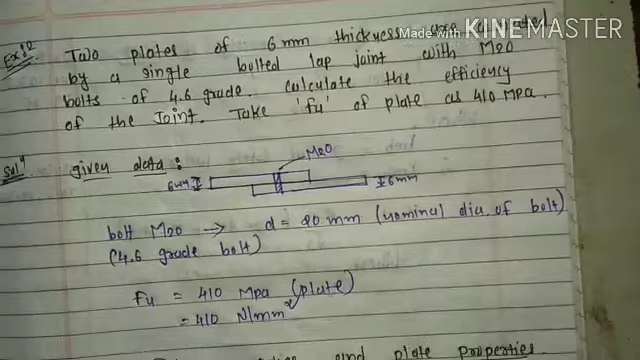 Made with KINEMASTER
Ex:2 Two plates of 6mm thickness are
by a single bolted lap joint with M20
bolts of 4.6 grade. calculate the efficiency
of the Joint. Take 'fu' of plate as 410 MPa.
Solⁿ given data :
M20
6mm 6mm
bolt M20 → d = 20 mm (nominal dia. of bolt)
(4.6 grade bolt)
Fu = 410 MPa (plate)
= 410 N/mm²
and plate properties